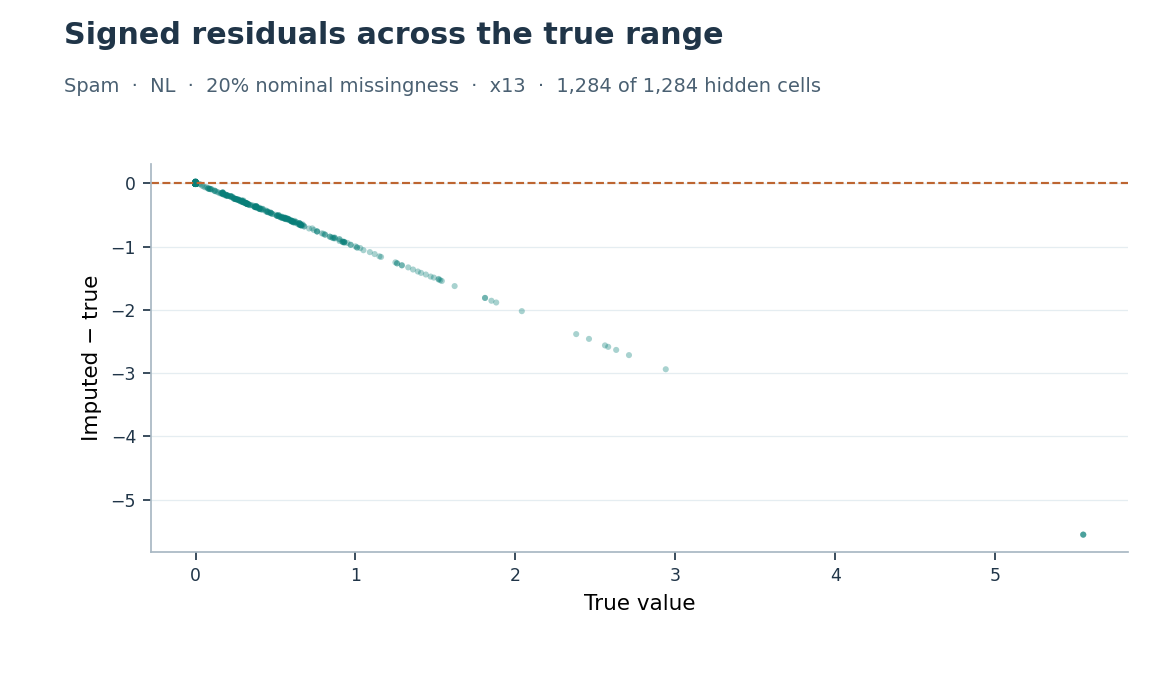 Signed residuals across the true range
Spam · NL · 20% nominal missingness · x13 · 1,284 of 1,284 hidden cells
Imputed − true
0
−1
−2
−3
−4
−5
0 1 2 3 4 5
True value